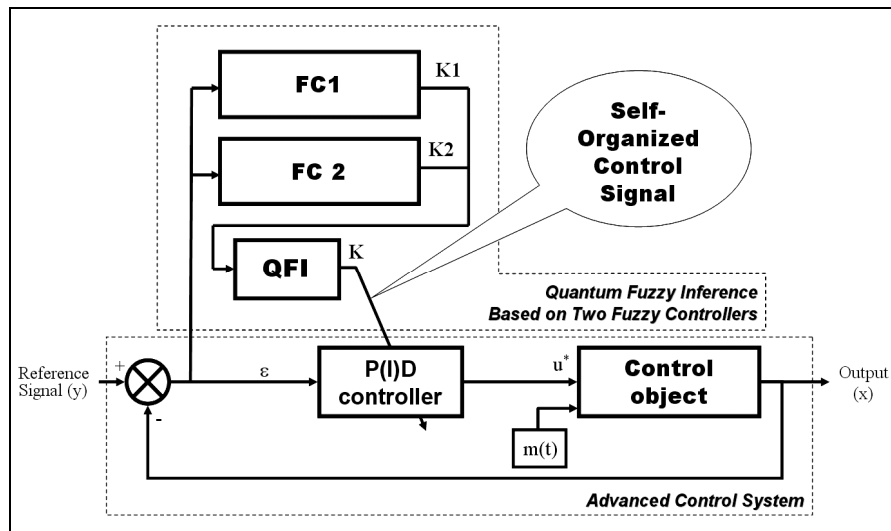 FC1
K1
FC 2
K2
QFI
K
Self-
Organized
Control
Signal
Quantum Fuzzy Inference
Based on Two Fuzzy Controllers
Reference
Signal (y)
+
-
ε
P(I)D
controller
u*
m(t)
Control
object
Output
(x)
Advanced Control System